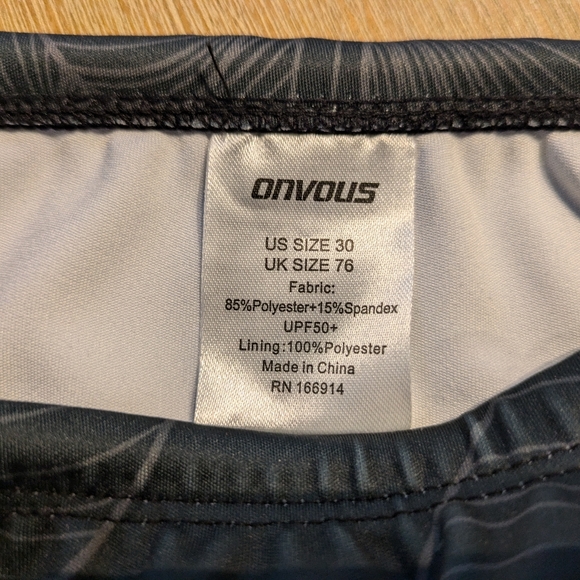 onvous
US SIZE 30
UK SIZE 76
Fabric:
85%Polyester+15%Spandex
UPF50+
Lining:100%Polyester
Made in China
RN 166914